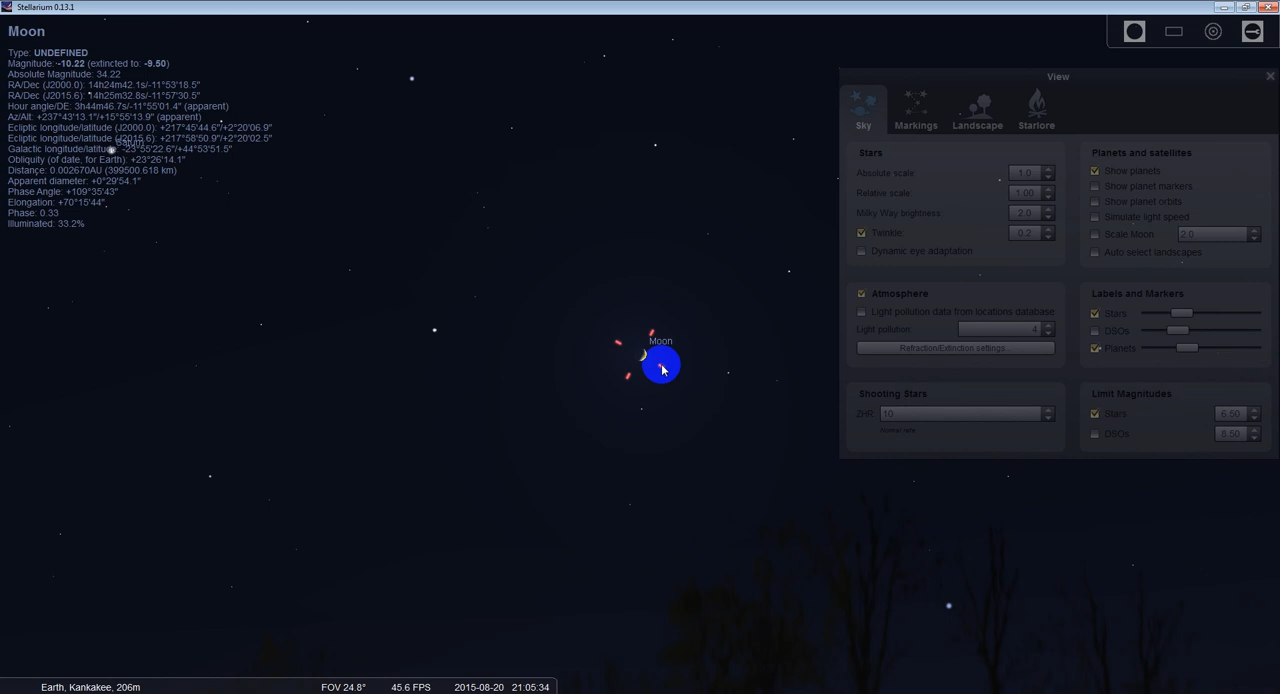 Stellarium 0.13.1
Moon
Type: UNDEFINED
Magnitude: -10.22 (extincted to: -9.50)
Absolute Magnitude: 34.22
RA/Dec (J2000.0): 14h24m42.1s/-11°53'18.5"
RA/Dec (J2015.6): 14h25m32.8s/-11°57'30.5"
Hour angle/DE: 3h44m46.7s/-11°55'01.4" (apparent)
Az/Alt: +237°43'13.1"/+15°55'13.9" (apparent)
Ecliptic longitude/latitude (J2000.0): +217°45'44.6"/+2°20'06.9"
Ecliptic longitude/latitude (J2015.6): +217°58'50.9"/+2°20'02.5"
Saturn
Galactic longitude/latitude: -23°55'22.6"/+44°53'51.5"
Obliquity (of date, for Earth): +23°26'14.1"
Distance: 0.002670AU (399500.618 km)
Apparent diameter: +0°29'54.1"
Phase Angle: +109°35'43"
Elongation: +70°15'44"
Phase: 0.33
Illuminated: 33.2%
Moon
View
Sky
Markings
Landscape
Starlore
Stars
Absolute scale: 1.0
Relative scale: 1.00
Milky Way brightness: 2.0
Twinkle: 0.2
Dynamic eye adaptation
Planets and satellites
Show planets
Show planet markers
Show planet orbits
Simulate light speed
Scale Moon 2.0
Auto select landscapes
Atmosphere
Light pollution data from locations database
Light pollution: 4
Refraction/Extinction settings...
Labels and Markers
Stars
DSOs
Planets
Shooting Stars
ZHR: 10
Limit Magnitudes
Stars 6.50
DSOs 8.50
Earth, Kankakee, 206m
FOV 24.8°
45.6 FPS
2015-08-20 21:05:34